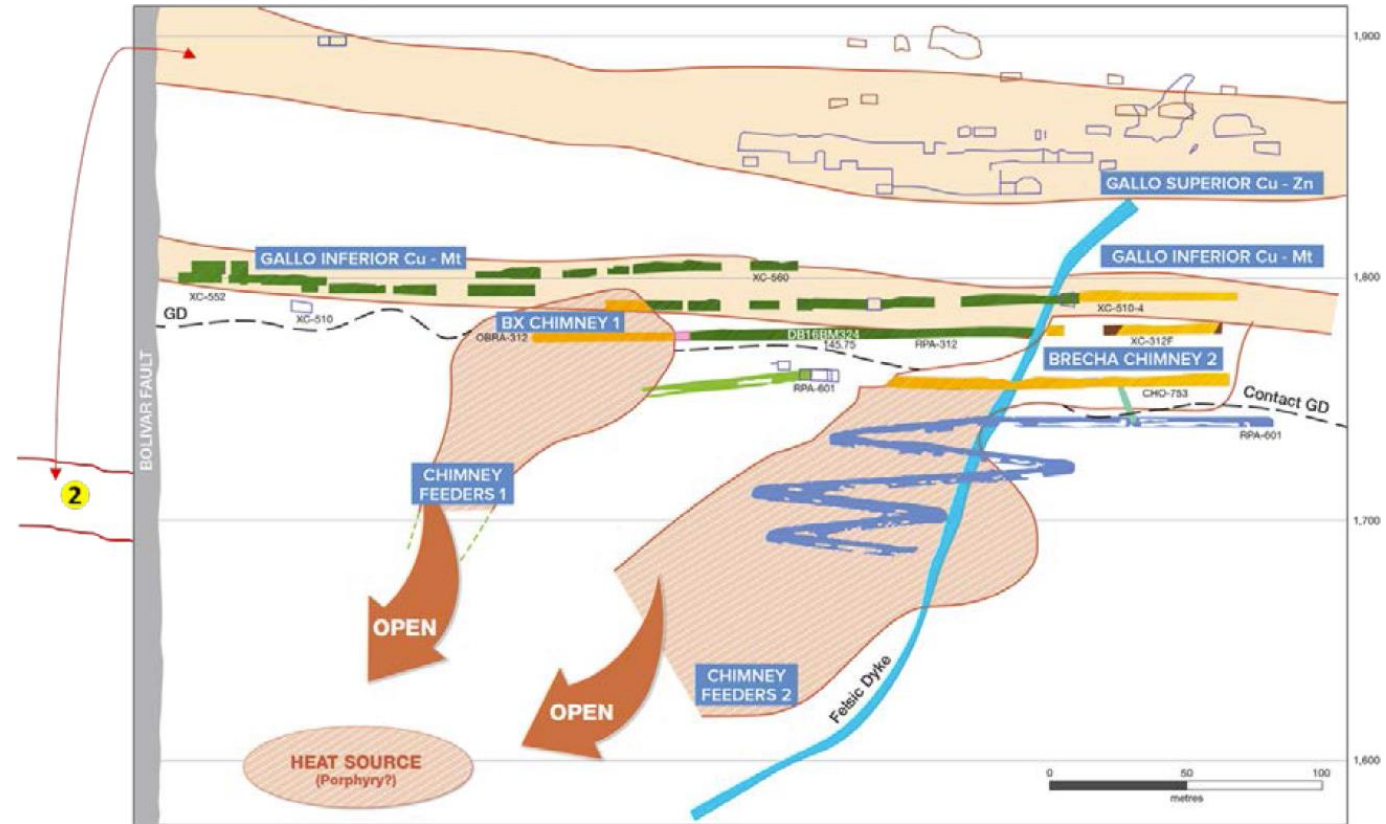 1,900
GALLO SUPERIOR Cu - Zn
GALLO INFERIOR Cu - Mt
GALLO INFERIOR Cu - Mt
1,800
XC-560
XC-552
XC-510
XC-510-4
GD
BX CHIMNEY 1
OBRA-312
DB16BM324
145.75
RPA-312
XC-312F
BRECHA CHIMNEY 2
RPA-601
CHO-753
Contact GD
RPA-601
BOLIVAR FAULT
CHIMNEY
FEEDERS 1
2
1,700
OPEN
CHIMNEY
FEEDERS 2
OPEN
Felsic Dyke
HEAT SOURCE
(Porphyry?)
1,600
0 50 100
metres